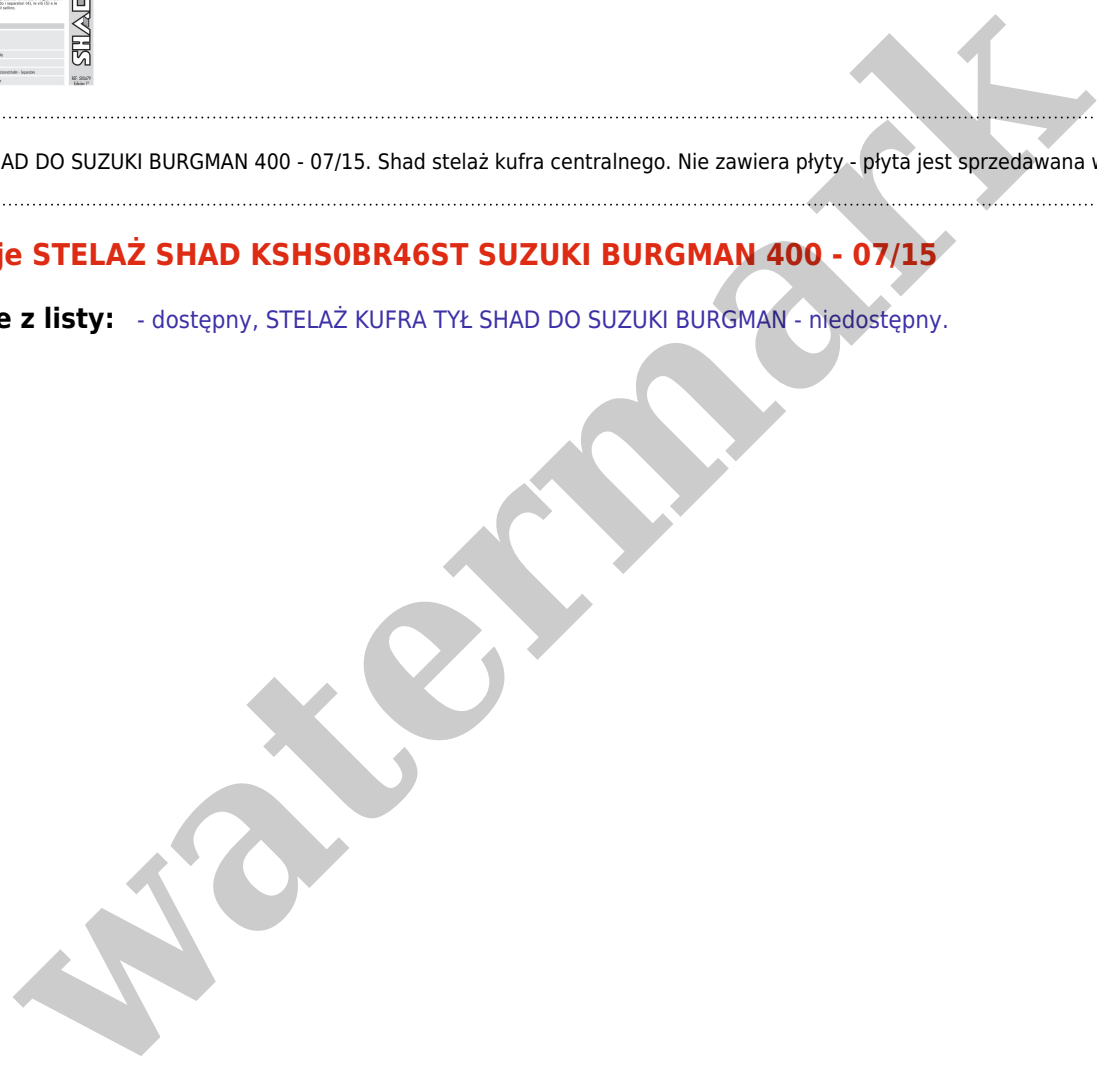 SHAD
AD DO SUZUKI BURGMAN 400 - 07/15. Shad stelaż kufra centralnego. Nie zawiera płyty - płyta jest sprzedawana w
je STELAŻ SHAD KSHS0BR46ST SUZUKI BURGMAN 400 - 07/15
e z listy: - dostępny, STELAŻ KUFRA TYŁ SHAD DO SUZUKI BURGMAN - niedostępny.
watermark